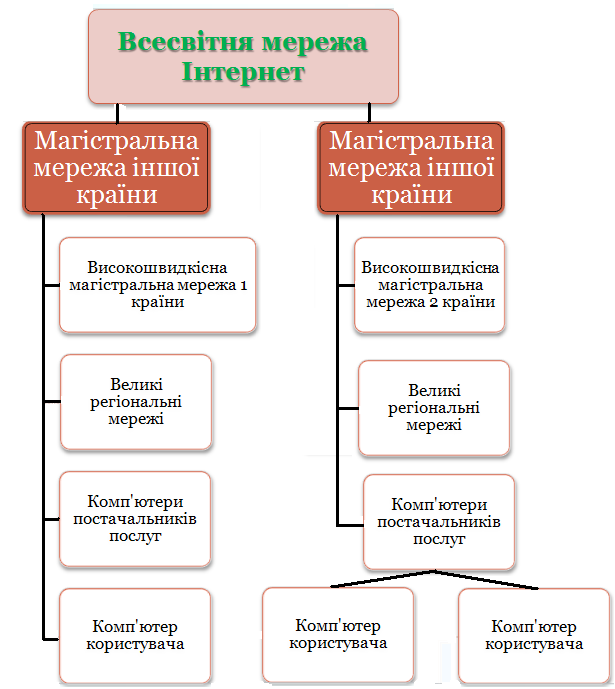 Всесвітня мережа
Інтернет
Магістральна
мережа іншої
країни
Високошвидкісна
магістральна мережа 1
країни
Великі
регіональні
мережі
Комп'ютери
постачальників
послуг
Комп'ютер
користувача
Магістральна
мережа іншої
країни
Високошвидкісна
магістральна
мережа 2 країни
Великі
регіональні
мережі
Комп'ютери
постачальників
послуг
Комп'ютер
користувача
Комп'ютер
користувача